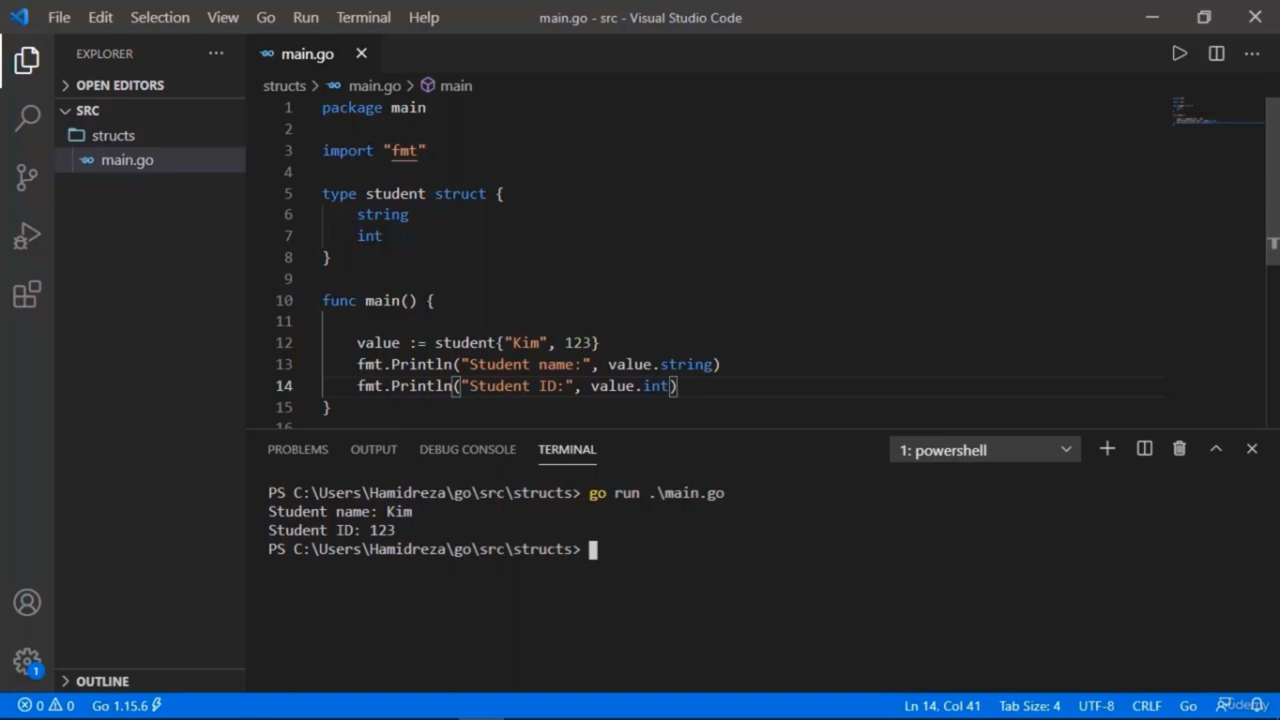 File Edit Selection View Go Run Terminal Help main.go - src - Visual Studio Code
EXPLORER
OPEN EDITORS
SRC
structs
main.go
OUTLINE
main.go
structs > main.go > main
1 package main
2
3 import "fmt"
4
5 type student struct {
6 string
7 int
8 }
9
10 func main() {
11
12 value := student{"Kim", 123}
13 fmt.Println("Student name:", value.string)
14 fmt.Println("Student ID:", value.int)
15 }
16
PROBLEMS OUTPUT DEBUG CONSOLE TERMINAL 1: powershell
PS C:\Users\Hamidreza\go\src\structs> go run .\main.go
Student name: Kim
Student ID: 123
PS C:\Users\Hamidreza\go\src\structs>
1
0 0 Go 1.15.6 Ln 14, Col 41 Tab Size: 4 UTF-8 CRLF Go
Udemy